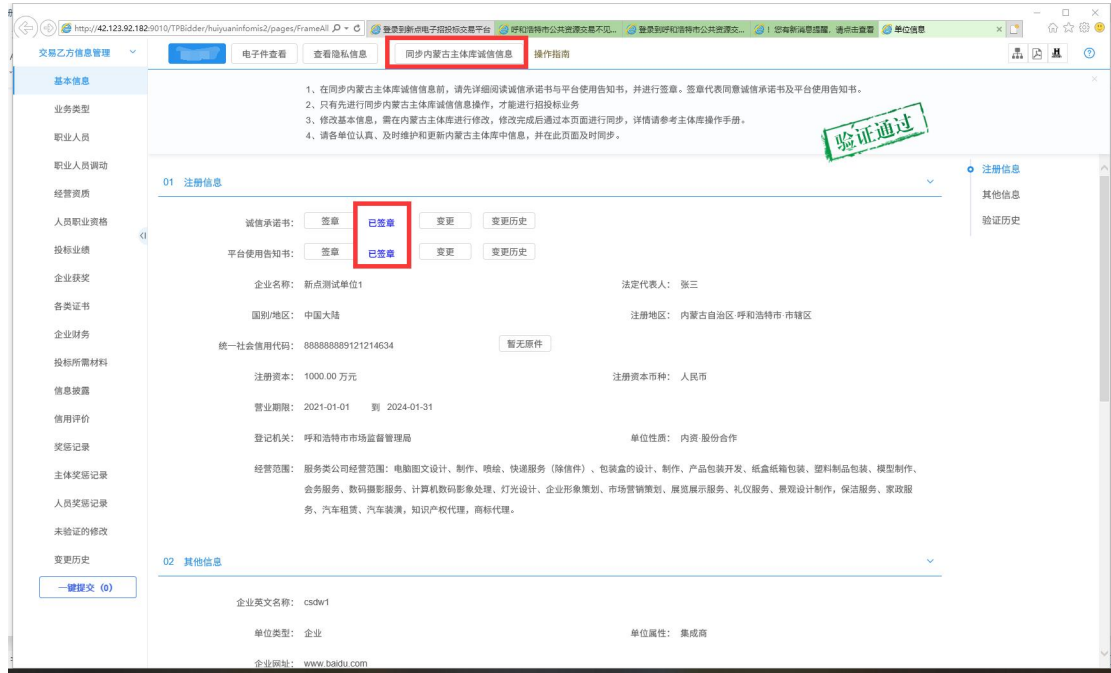 http://42.123.92.182:9010/TPBidder/huiyuaninfomis2/pages/FrameAll
登录到新点电子招投标交易平台
呼和浩特市公共资源交易不见...
登录到呼和浩特市公共资源交...
！您有新消息提醒，请点击查看
单位信息
交易乙方信息管理
电子件查看
查看隐私信息
同步内蒙古主体库诚信信息
操作指南
基本信息
业务类型
职业人员
职业人员调动
经营资质
人员职业资格
投标业绩
企业获奖
各类证书
企业财务
投标所需材料
信息披露
信用评价
奖惩记录
主体奖惩记录
人员奖惩记录
未验证的修改
变更历史
一键提交（0）
1、在同步内蒙古主体库诚信信息前，请先详细阅读诚信承诺书与平台使用告知书，并进行签章。签章代表同意诚信承诺书及平台使用告知书。
2、只有先进行同步内蒙古主体库诚信信息操作，才能进行招投标业务
3、修改基本信息，需在内蒙古主体库进行修改，修改完成后通过本页面进行同步，详情请参考主体库操作手册。
4、请各单位认真、及时维护和更新内蒙古主体库中信息，并在此页面及时同步。
验证通过
注册信息
其他信息
验证历史
01 注册信息
诚信承诺书： 签章 已签章 变更 变更历史
平台使用告知书： 签章 已签章 变更 变更历史
企业名称： 新点测试单位1 法定代表人： 张三
国别/地区： 中国大陆 注册地区： 内蒙古自治区·呼和浩特市·市辖区
统一社会信用代码： 888888889121214634 暂无原件
注册资本： 1000.00 万元 注册资本币种： 人民币
营业期限： 2021-01-01 到 2024-01-31
登记机关： 呼和浩特市市场监督管理局 单位性质： 内资·股份合作
经营范围： 服务类公司经营范围：电脑图文设计、制作、喷绘、快递服务（除信件）、包装盒的设计、制作、产品包装开发、纸盒纸箱包装、塑料制品包装、模型制作、
会务服务、数码摄影服务、计算机数码影象处理、灯光设计、企业形象策划、市场营销策划、展览展示服务、礼仪服务、景观设计制作，保洁服务、家政服
务、汽车租赁、汽车装潢，知识产权代理，商标代理。
02 其他信息
企业英文名称： csdw1
单位类型： 企业 单位属性： 集成商
企业网址： www.baidu.com